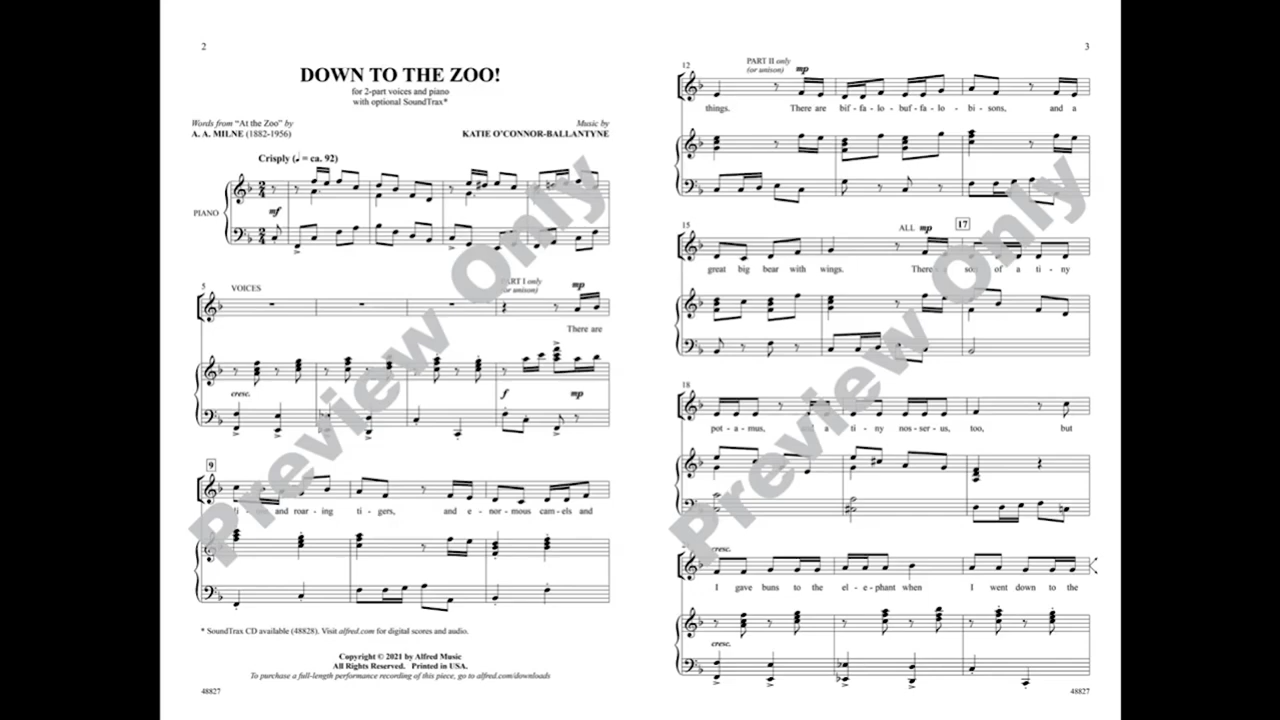 2
DOWN TO THE ZOO!
for 2-part voices and piano
with optional SoundTrax*
Words from "At the Zoo" by
A. A. MILNE (1882-1956)
Music by
KATIE O'CONNOR-BALLANTYNE
Crisply (♩ = ca. 92)
PIANO
mf
5
VOICES
PART I only
(or unison)
mp
There are
cresc.
f
mp
9
and roar - ing ti - gers, and e - nor - mous cam - els and
* SoundTrax CD available (48828). Visit alfred.com for digital scores and audio.
Copyright © 2021 by Alfred Music
All Rights Reserved. Printed in USA.
To purchase a full-length performance recording of this piece, go to alfred.com/downloads
48827
Preview Only
3
12
PART II only
(or unison)
mp
things. There are bif - fa - lo - buf - fa - lo - bi - sons, and a
15
ALL mp
17
great big bear with wings. There's a sort of a ti - ny
18
pot - a - mus, and a ti - ny nos - ser - us, too, but
cresc.
I gave buns to the el - e - phant when I went down to the
cresc.
48827
Preview Only